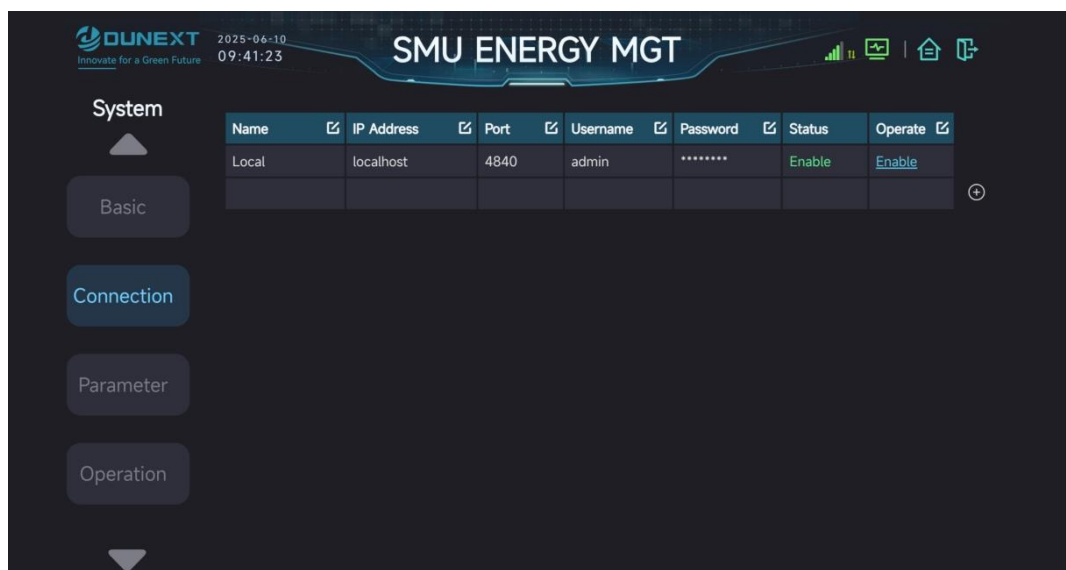 DUNEXT
Innovate for a Green Future
2025-06-10
09:41:23
SMU ENERGY MGT
System
Basic
Connection
Parameter
Operation
Name IP Address Port Username Password Status Operate
Local localhost 4840 admin ******** Enable Enable